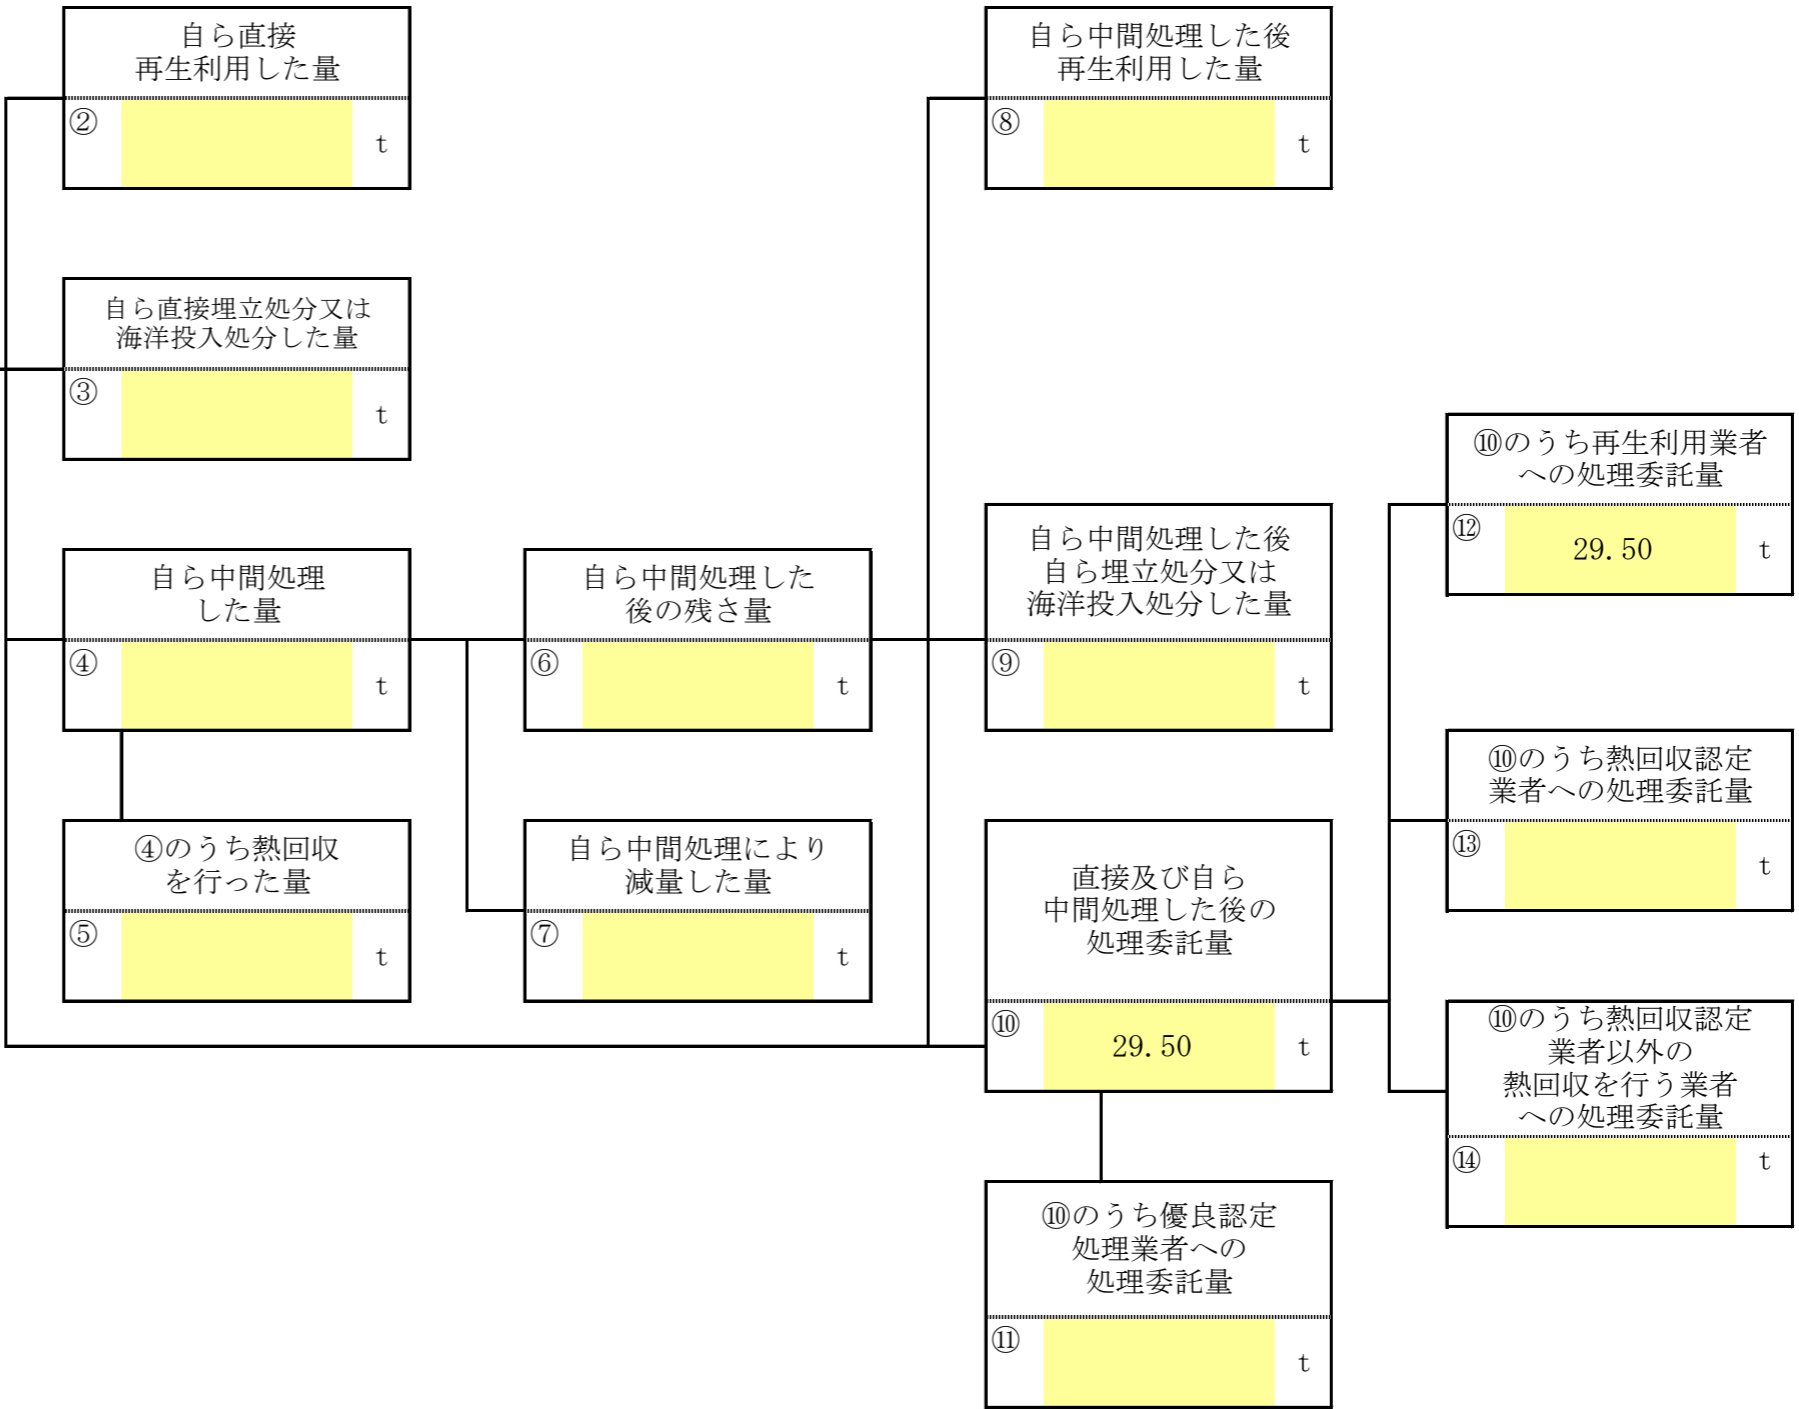 自ら直接
再生利用した量
②
t
自ら中間処理した後
再生利用した量
⑧
t
自ら直接埋立処分又は
海洋投入処分した量
③
t
⑩のうち再生利用業者
への処理委託量
⑫
29.50
t
自ら中間処理
した量
④
t
自ら中間処理した
後の残さ量
⑥
t
自ら中間処理した後
自ら埋立処分又は
海洋投入処分した量
⑨
t
⑩のうち熱回収認定
業者への処理委託量
⑬
t
④のうち熱回収
を行った量
⑤
t
自ら中間処理により
減量した量
⑦
t
直接及び自ら
中間処理した後の
処理委託量
⑩
29.50
t
⑩のうち熱回収認定
業者以外の
熱回収を行う業者
への処理委託量
⑭
t
⑩のうち優良認定
処理業者への
処理委託量
⑪
t